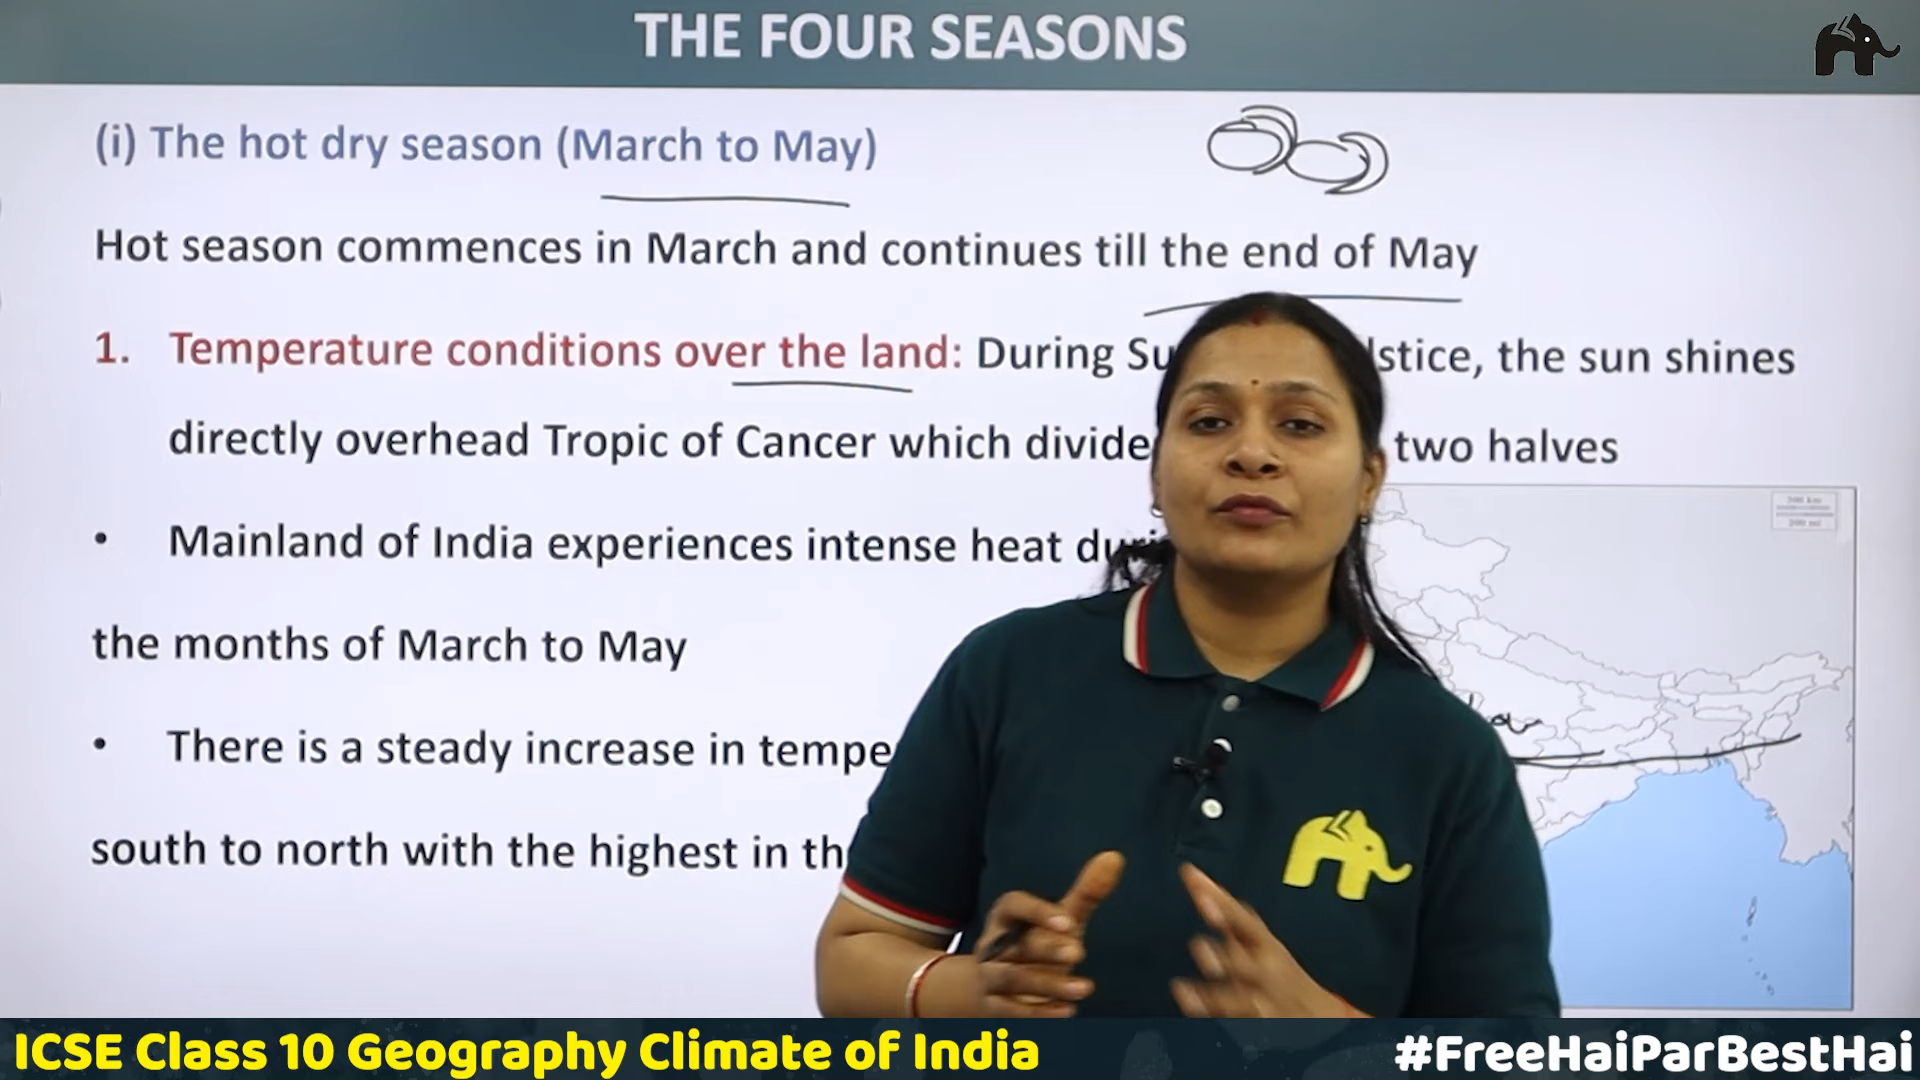 THE FOUR SEASONS
(i) The hot dry season (March to May)
Hot season commences in March and continues till the end of May
1. Temperature conditions over the land: During Su lstice, the sun shines
directly overhead Tropic of Cancer which divide two halves
• Mainland of India experiences intense heat duri
the months of March to May
• There is a steady increase in tempe
south to north with the highest in th
ICSE Class 10 Geography Climate of India
#FreeHaiParBestHai